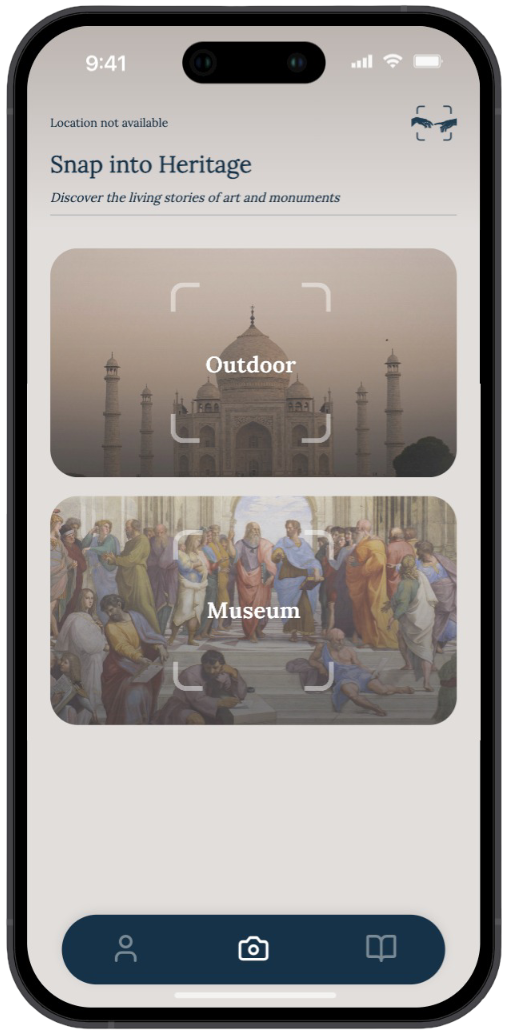 9:41
Location not available
Snap into Heritage
Discover the living stories of art and monuments
Outdoor
Museum